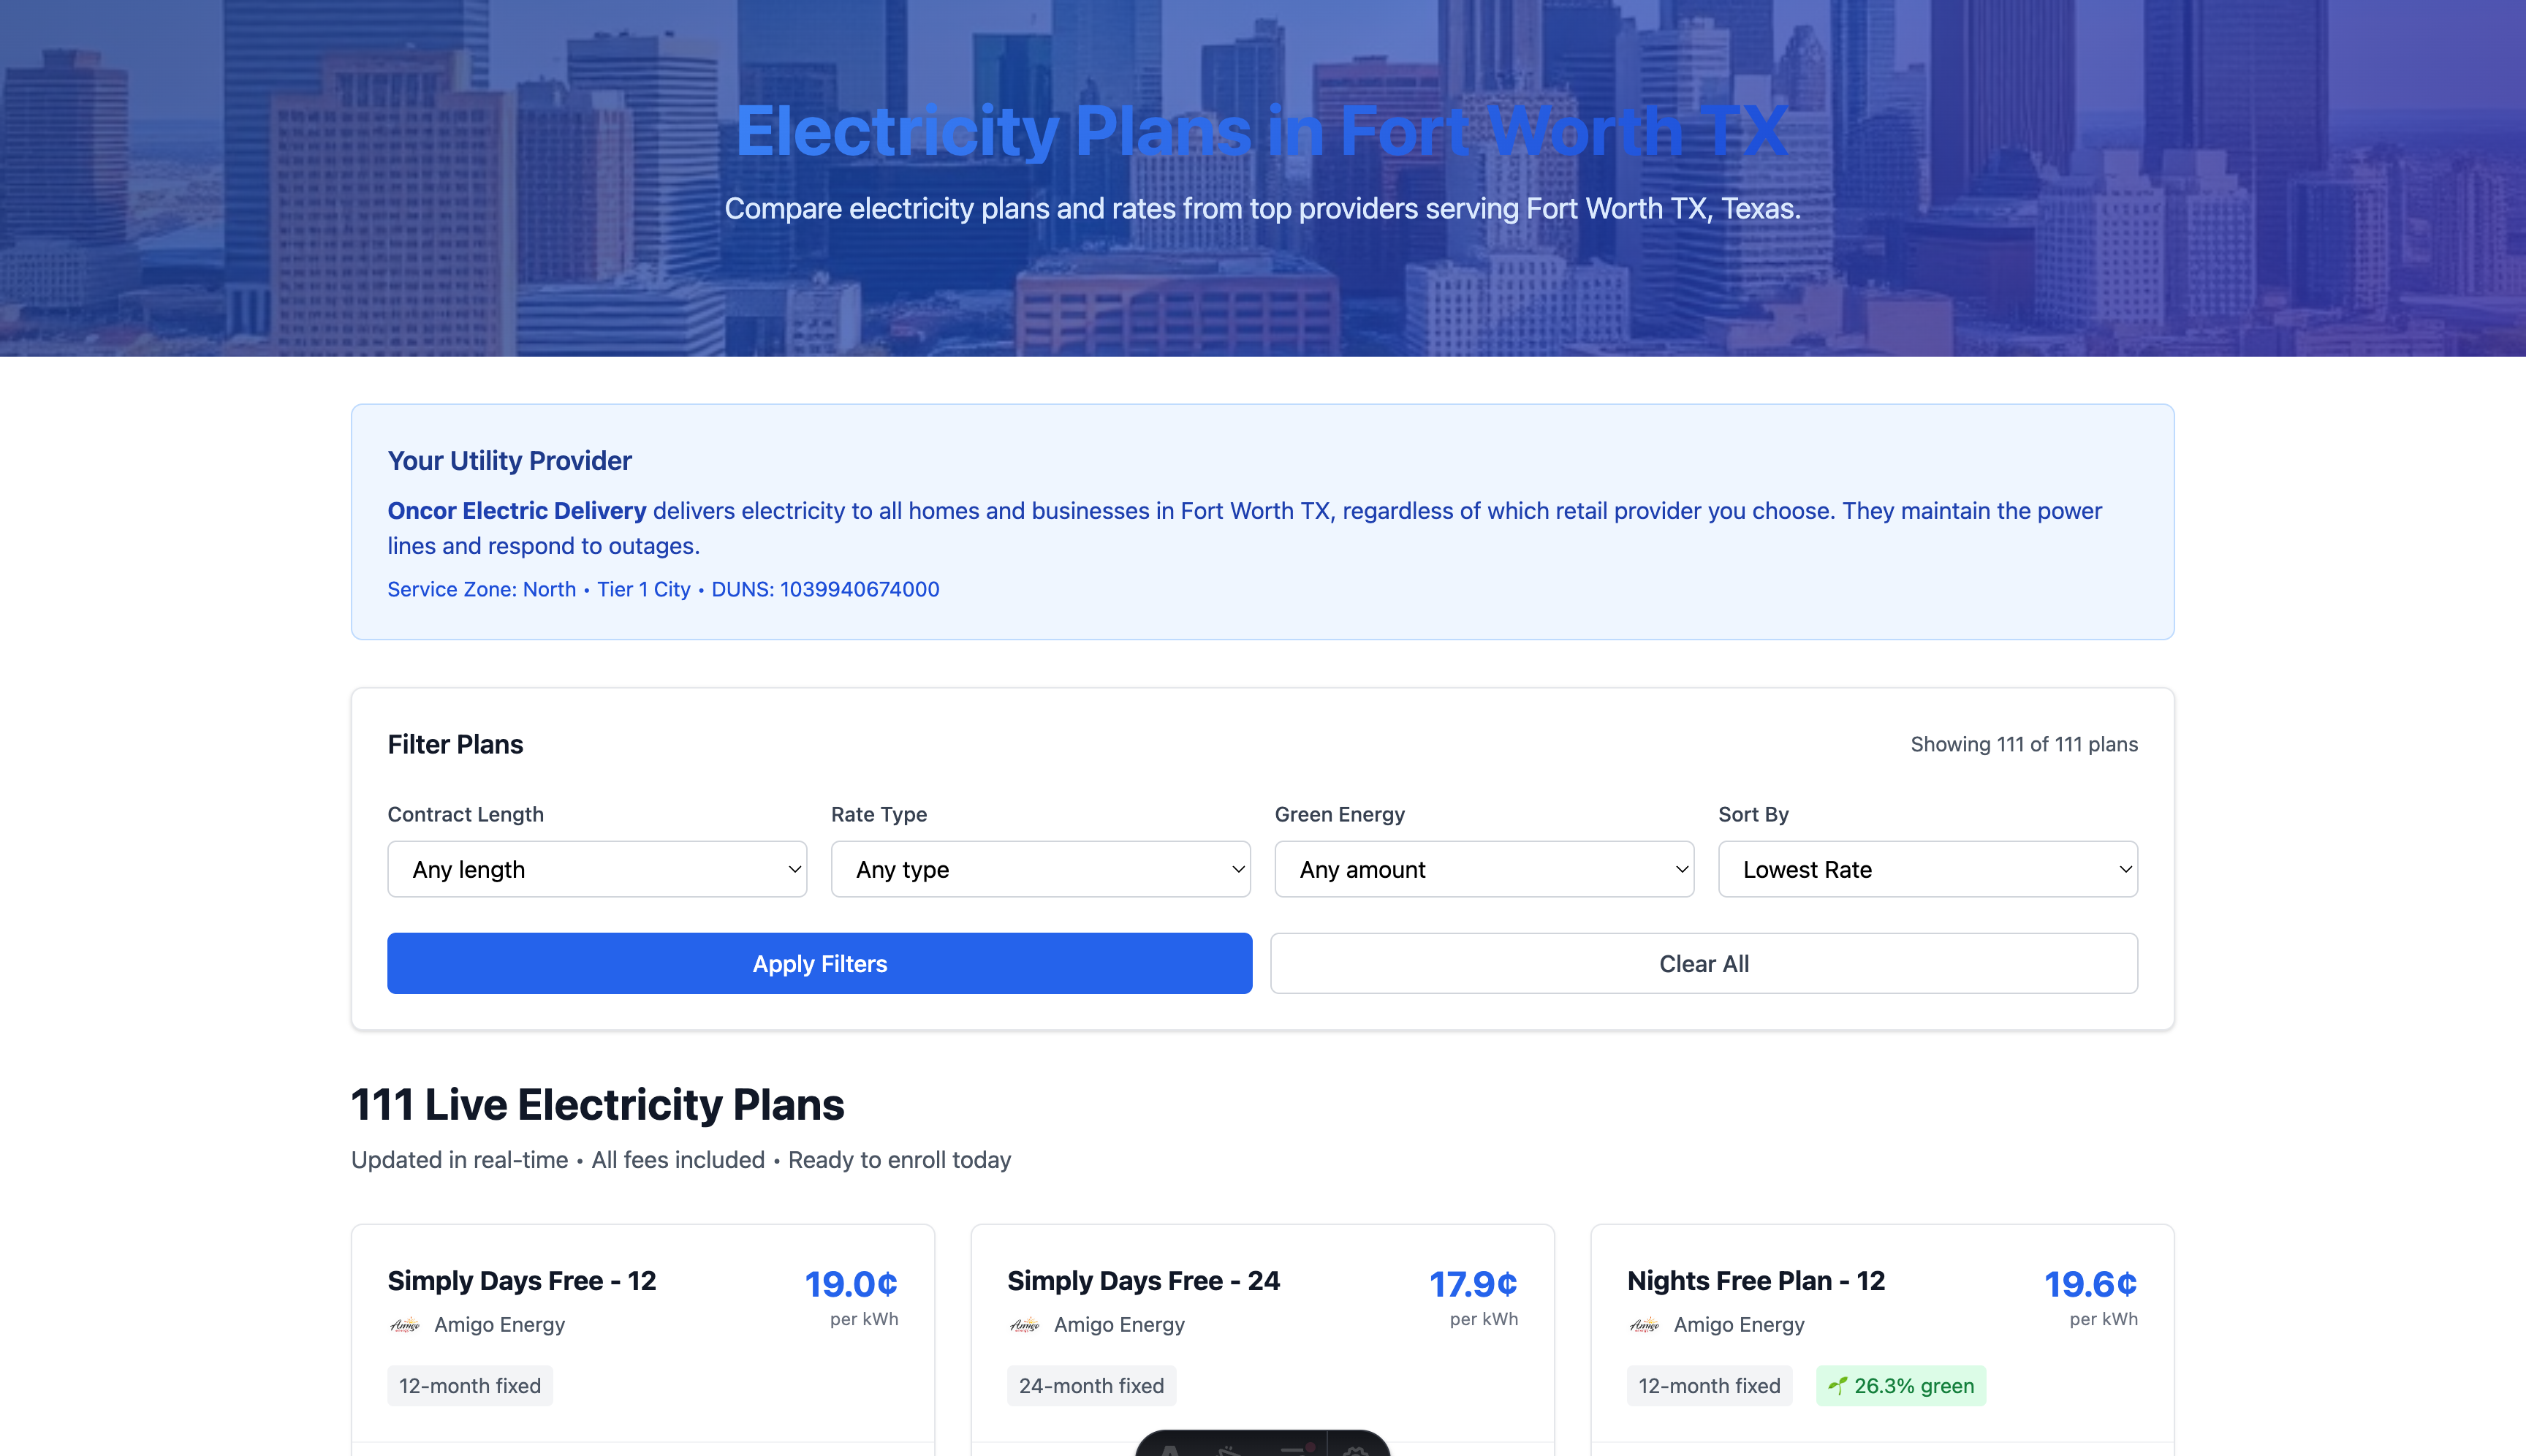 Electricity Plans in Fort Worth TX
Compare electricity plans and rates from top providers serving Fort Worth TX, Texas.
Your Utility Provider
Oncor Electric Delivery delivers electricity to all homes and businesses in Fort Worth TX, regardless of which retail provider you choose. They maintain the power
lines and respond to outages.
Service Zone: North • Tier 1 City • DUNS: 1039940674000
Filter Plans
Showing 111 of 111 plans
Contract Length
Rate Type
Green Energy
Sort By
Any length
Any type
Any amount
Lowest Rate
Apply Filters
Clear All
111 Live Electricity Plans
Updated in real-time • All fees included • Ready to enroll today
Simply Days Free - 12
19.0¢
per kWh
Amigo Energy
12-month fixed
Simply Days Free - 24
17.9¢
per kWh
Amigo Energy
24-month fixed
Nights Free Plan - 12
19.6¢
per kWh
Amigo Energy
12-month fixed
26.3% green